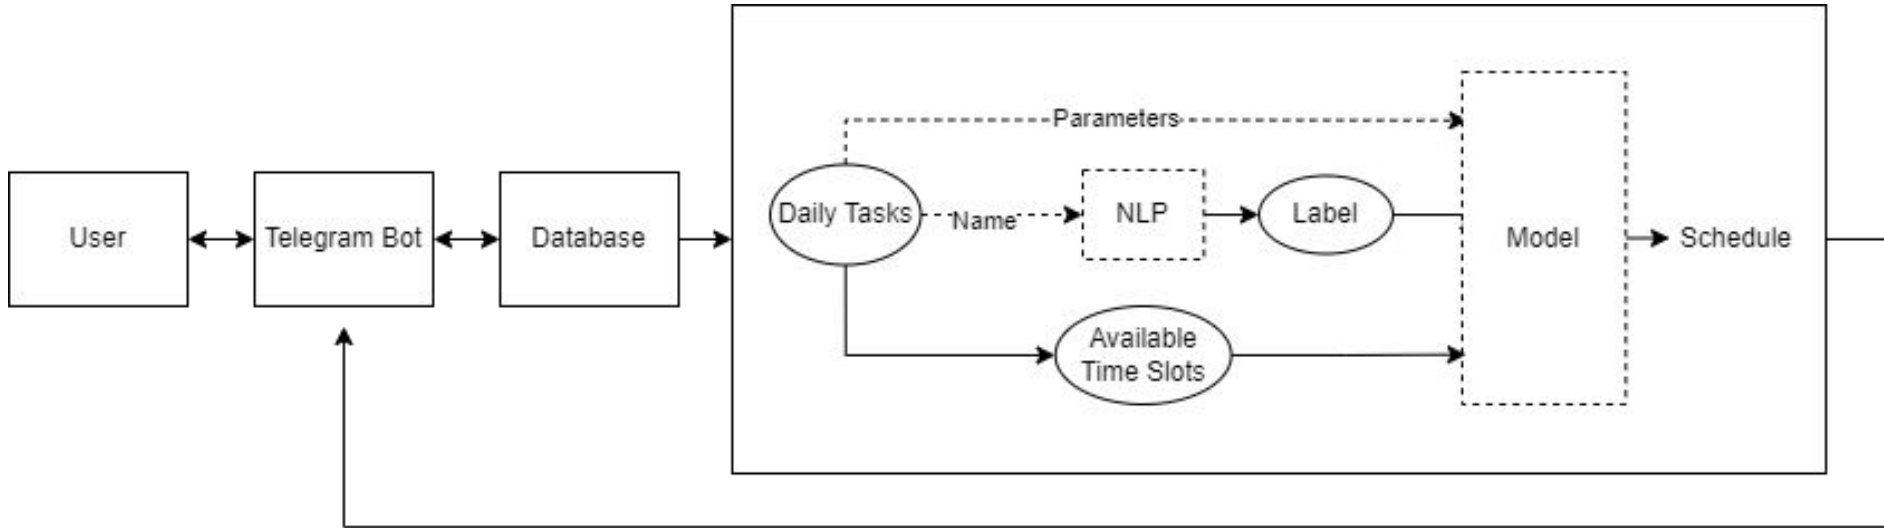 User
Telegram Bot
Database
Daily Tasks
Parameters
Name
NLP
Label
Available
Time Slots
Model
Schedule